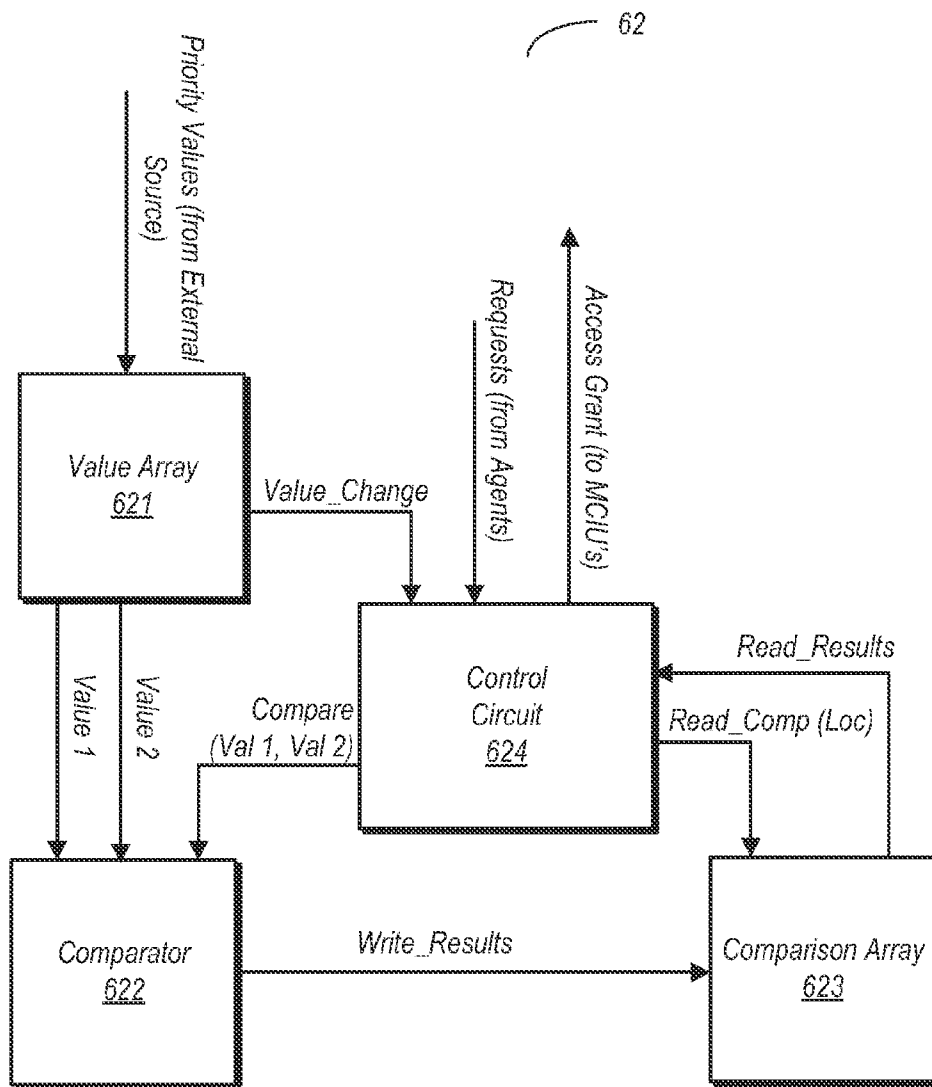 62
Priority Values (from External
Source)
Requests (from
Agents)
Access Grant (to MCIU's)
Value Array
621
Value_Change
Value 1
Value 2
Control
Circuit
624
Read_Results
Compare
(Val 1, Val 2)
Read_Comp (Loc)
Comparator
622
Write_Results
Comparison Array
623